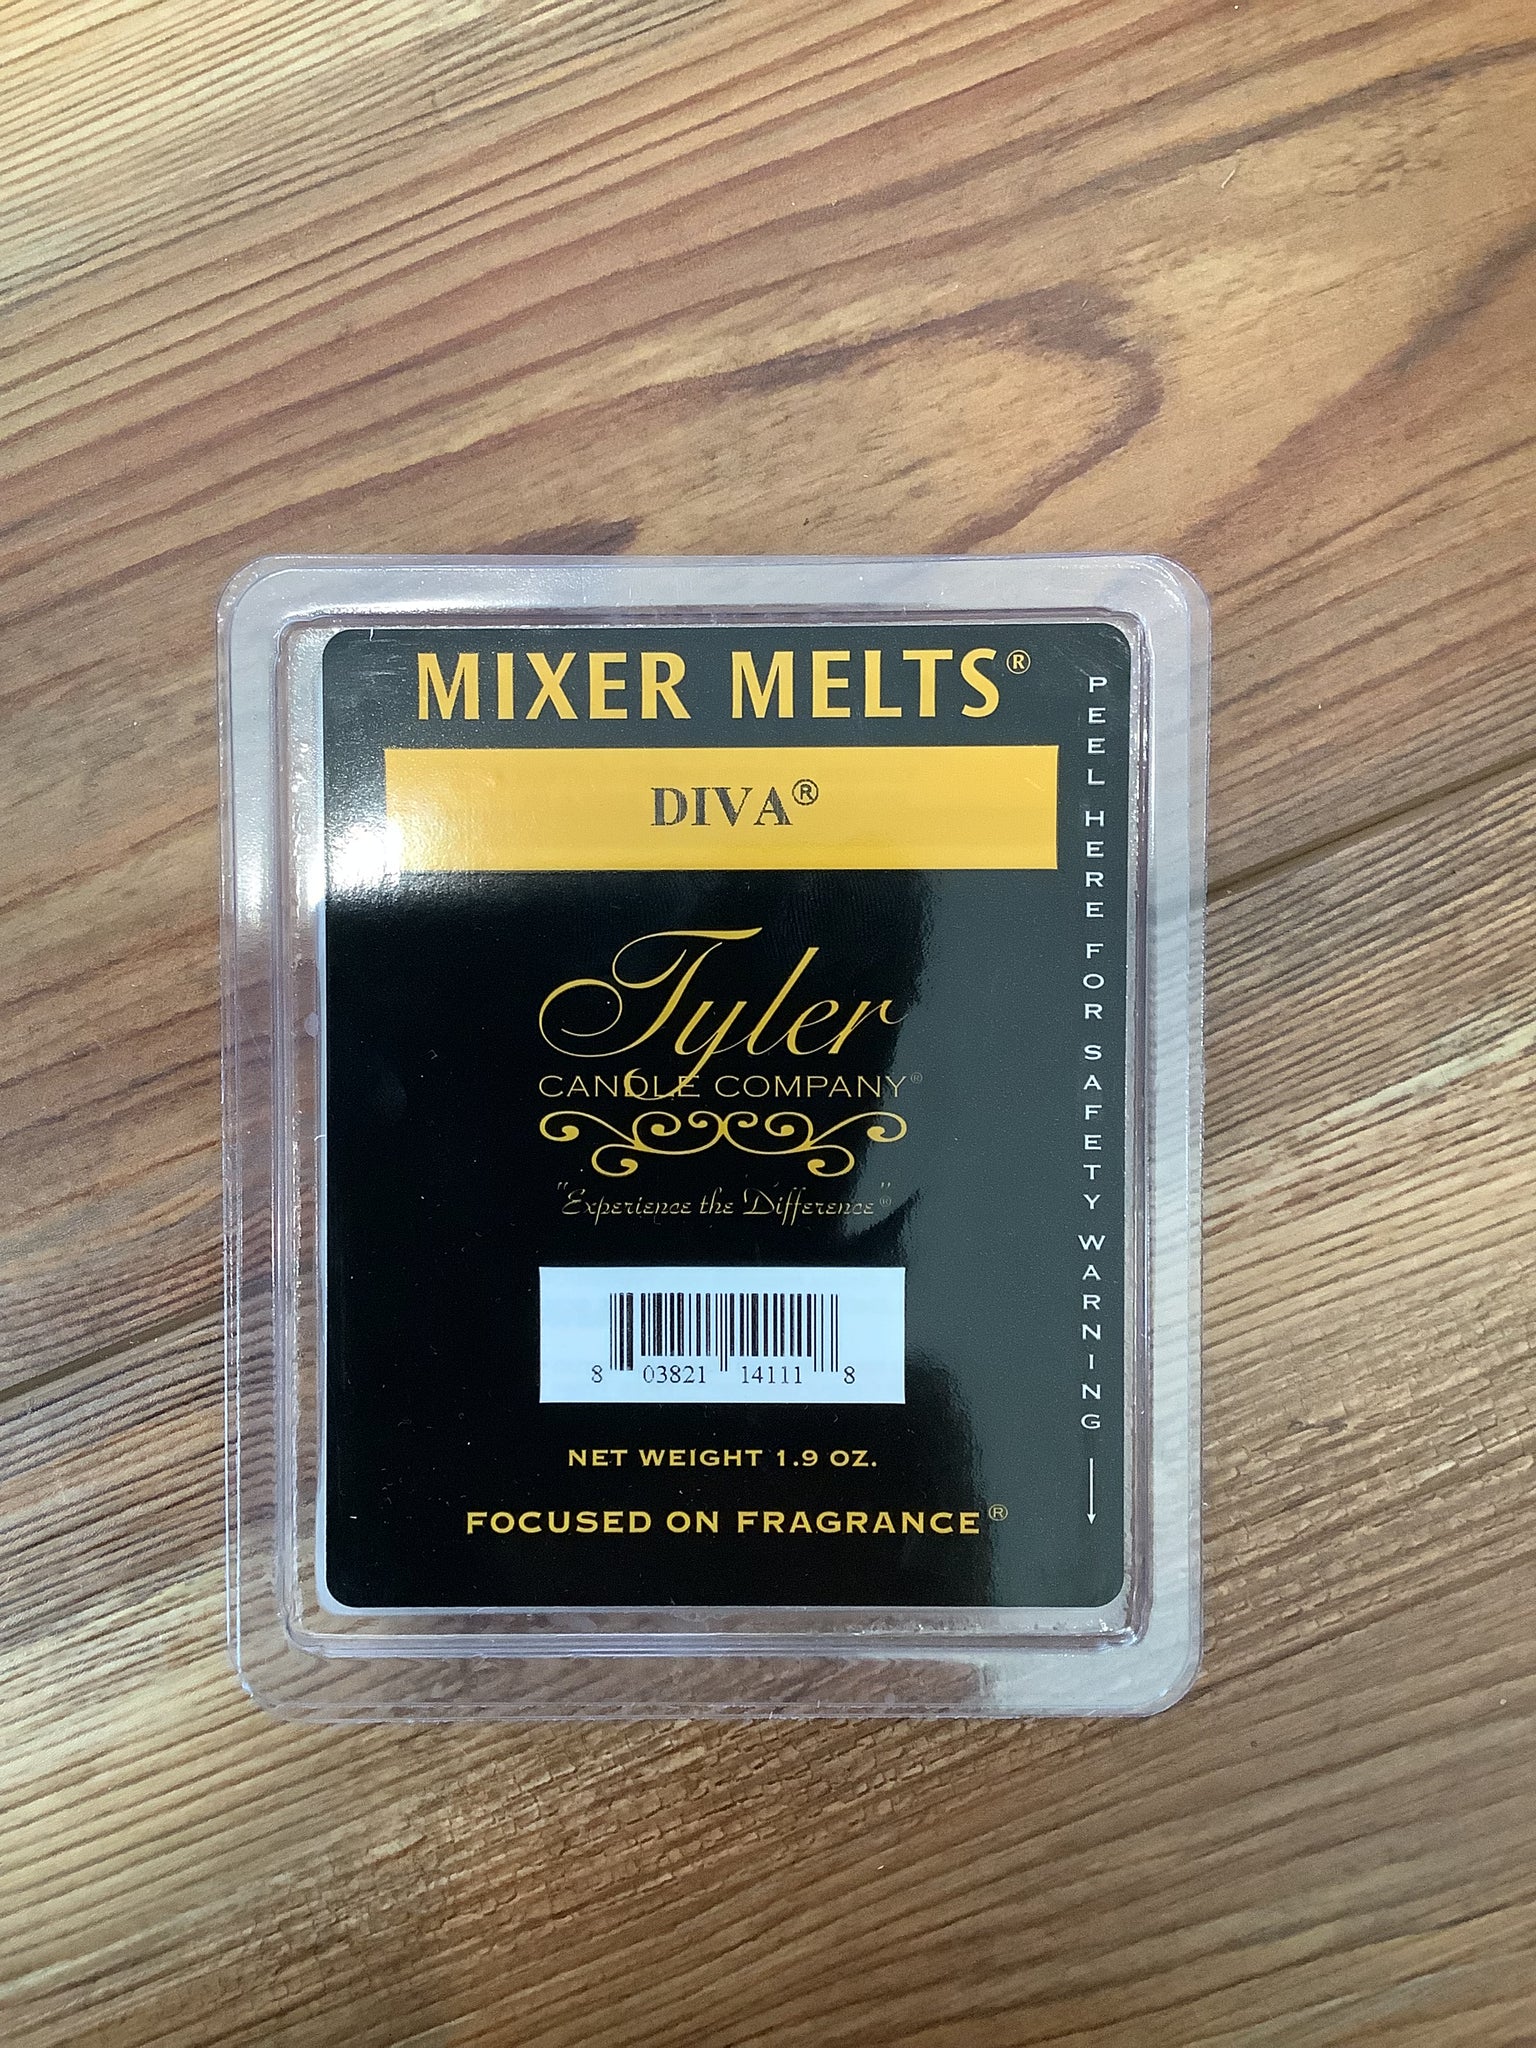 MIXER MELTS®
DIVA®
Tyler
CANDLE COMPANY®
"Experience the Difference"®
8 03821 14111 8
NET WEIGHT 1.9 OZ.
FOCUSED ON FRAGRANCE®
PEEL HERE FOR SAFETY WARNING